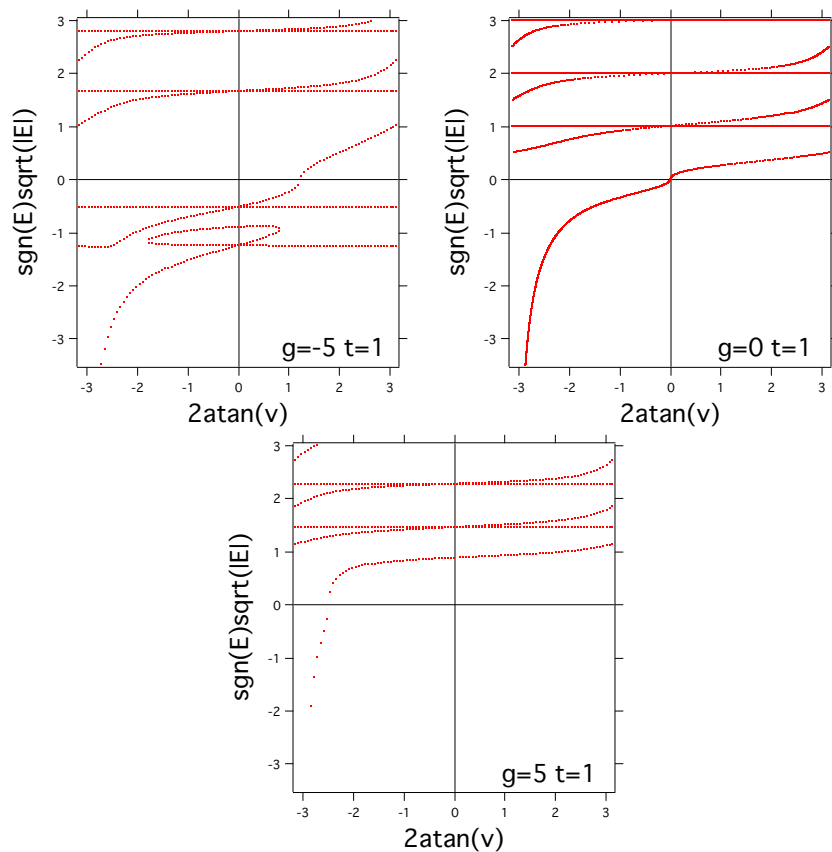 3
2
1
0
-1
-2
-3
sgn(E)sqrt(|E|)
g=-5 t=1
-3 -2 -1 0 1 2 3
2atan(v)
3
2
1
0
-1
-2
-3
sgn(E)sqrt(|E|)
g=0 t=1
-3 -2 -1 0 1 2 3
2atan(v)
3
2
1
0
-1
-2
-3
sgn(E)sqrt(|E|)
g=5 t=1
-3 -2 -1 0 1 2 3
2atan(v)